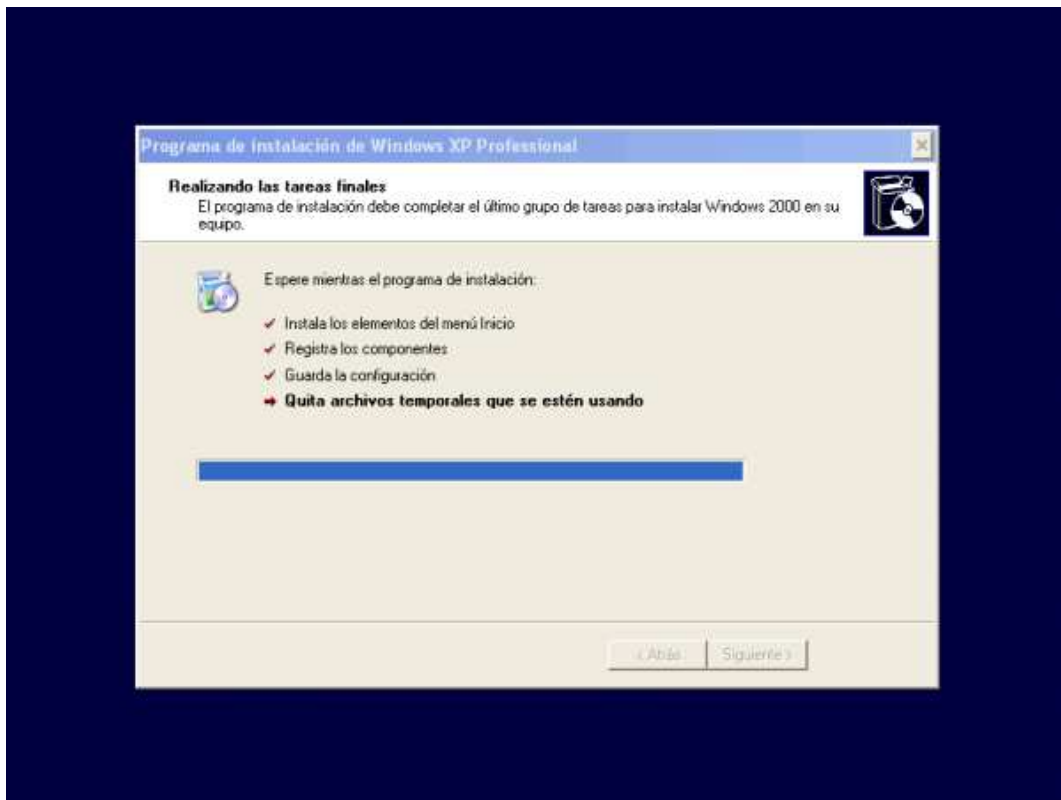 Programa de instalación de Windows XP Professional
Realizando las tareas finales
El programa de instalación debe completar el último grupo de tareas para instalar Windows 2000 en su
equipo.
Espere mientras el programa de instalación:
Instala los elementos del menú Inicio
Registra los componentes
Guarda la configuración
Quita archivos temporales que se estén usando
< Atrás Siguiente >